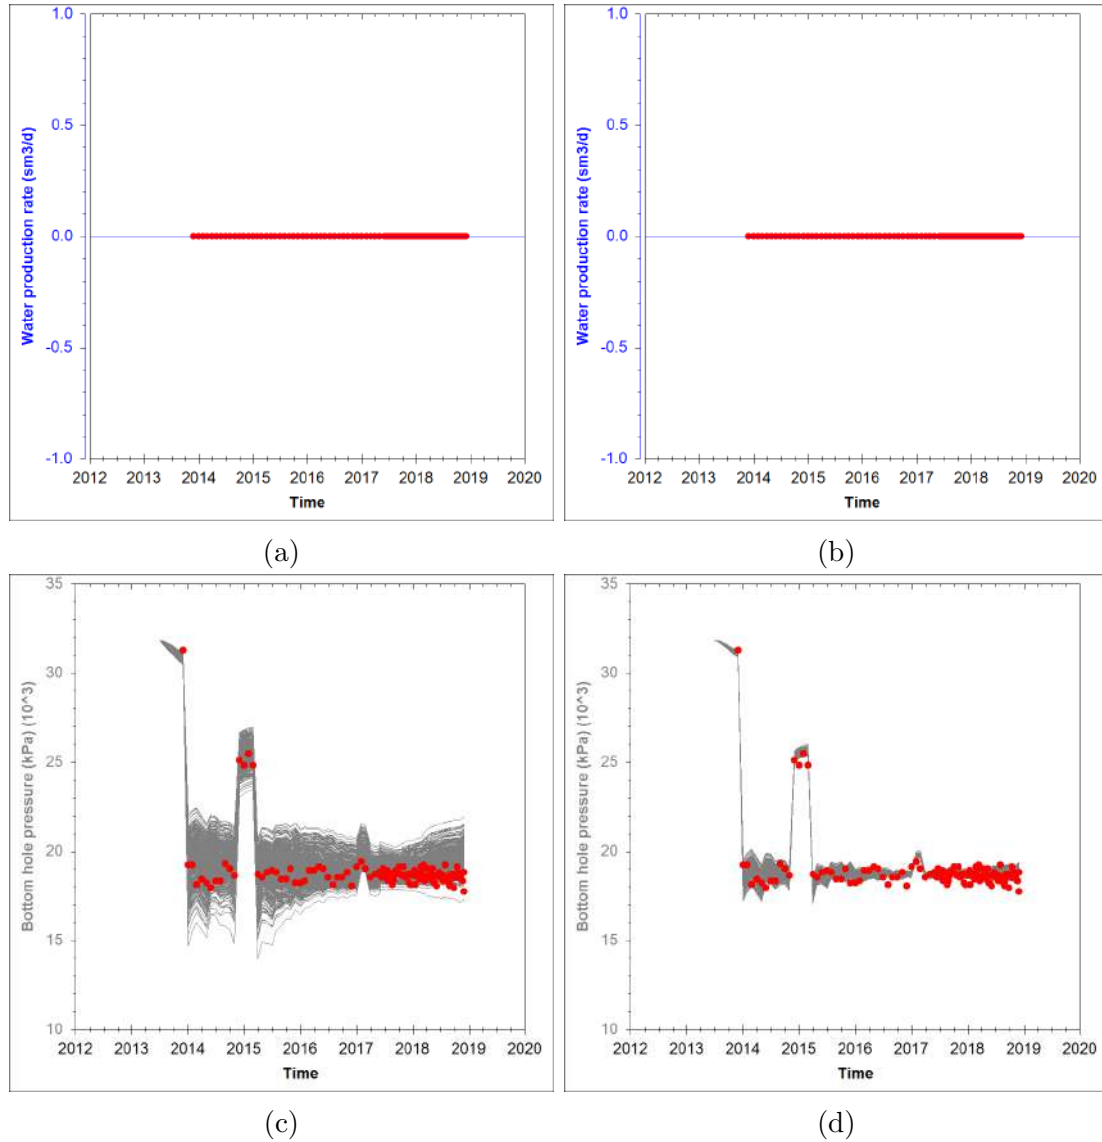 1.0
0.5
0.0
-0.5
-1.0
Water production rate (sm3/d)
2012 2013 2014 2015 2016 2017 2018 2019 2020
Time
(a)
1.0
0.5
0.0
-0.5
-1.0
Water production rate (sm3/d)
2012 2013 2014 2015 2016 2017 2018 2019 2020
Time
(b)
35
30
25
20
15
10
Bottom hole pressure (kPa) (10^3)
2012 2013 2014 2015 2016 2017 2018 2019 2020
Time
(c)
35
30
25
20
15
10
Bottom hole pressure (kPa) (10^3)
2012 2013 2014 2015 2016 2017 2018 2019 2020
Time
(d)